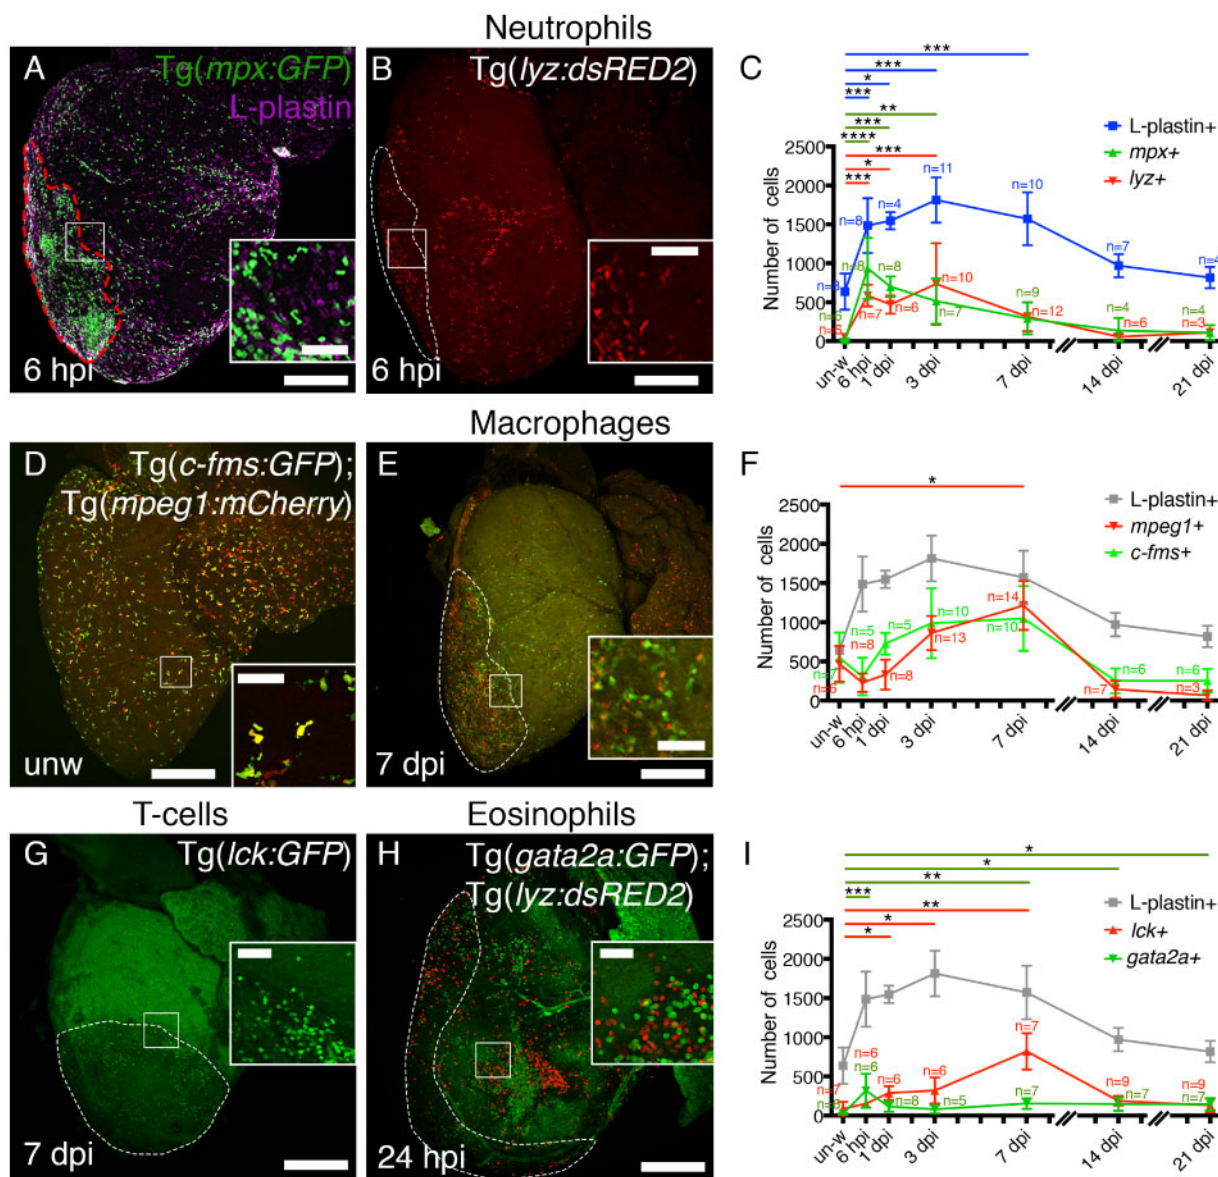 Neutrophils
A
Tg(mpx:GFP)
L-plastin
6 hpi
B
Tg(lyz:dsRED2)
6 hpi
C
***
***
*
***
**
***
****
***
*
***
L-plastin+
mpx+
lyz+
Number of cells
2500
2000
1500
1000
500
0
n=8
n=8
n=4
n=11
n=10
n=7
n=4
n=8
n=8
n=7
n=9
n=4
n=4
n=6
n=7
n=6
n=10
n=12
n=6
n=3
un-w
6 hpi
1 dpi
3 dpi
7 dpi
14 dpi
21 dpi
Macrophages
D
Tg(c-fms:GFP);
Tg(mpeg1:mCherry)
unw
E
7 dpi
F
*
L-plastin+
mpeg1+
c-fms+
Number of cells
2500
2000
1500
1000
500
0
n=5
n=5
n=10
n=10
n=6
n=6
n=6
n=8
n=8
n=13
n=14
n=7
n=3
un-w
6 hpi
1 dpi
3 dpi
7 dpi
14 dpi
21 dpi
T-cells
G
Tg(lck:GFP)
7 dpi
Eosinophils
H
Tg(gata2a:GFP);
Tg(lyz:dsRED2)
24 hpi
I
*
*
**
***
**
*
*
L-plastin+
lck+
gata2a+
Number of cells
2500
2000
1500
1000
500
0
n=7
n=6
n=6
n=6
n=7
n=9
n=9
n=8
n=6
n=8
n=5
n=7
n=7
n=7
un-w
6 hpi
1 dpi
3 dpi
7 dpi
14 dpi
21 dpi